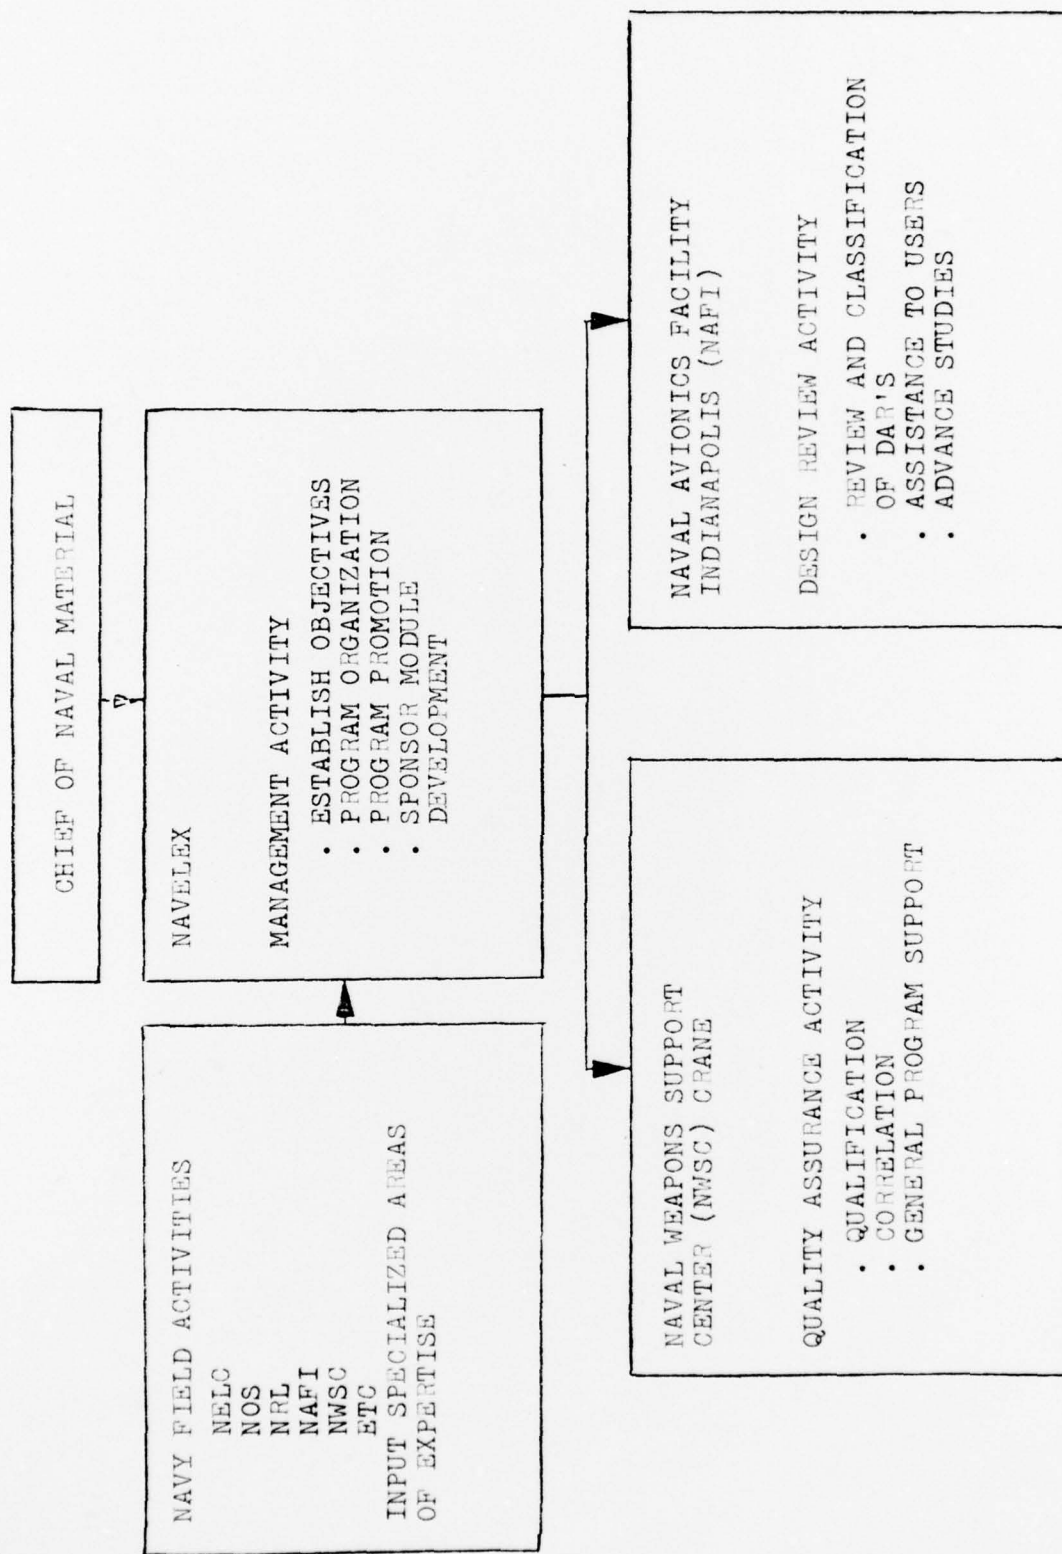 CHIEF OF NAVAL MATERIAL
NAVY FIELD ACTIVITIES
NELC
NOS
NRL
NAFI
NWSC
ETC
INPUT SPECIALIZED AREAS
OF EXPERTISE
NAVELEX
MANAGEMENT ACTIVITY
• ESTABLISH OBJECTIVES
• PROGRAM ORGANIZATION
• PROGRAM PROMOTION
• SPONSOR MODULE
DEVELOPMENT
NAVAL WEAPONS SUPPORT
CENTER (NWSC) CRANE
QUALITY ASSURANCE ACTIVITY
• QUALIFICATION
• CORRELATION
• GENERAL PROGRAM SUPPORT
NAVAL AVIONICS FACILITY
INDIANAPOLIS (NAFI)
DESIGN REVIEW ACTIVITY
• REVIEW AND CLASSIFICATION
OF DAR'S
• ASSISTANCE TO USERS
• ADVANCE STUDIES